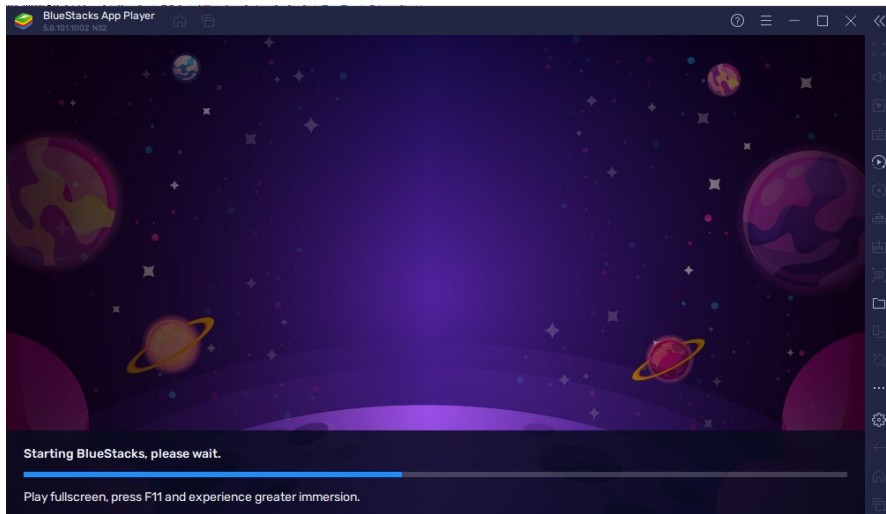 BlueStacks App Player
5.8.101.1002 N32
Starting BlueStacks, please wait.
Play fullscreen, press F11 and experience greater immersion.